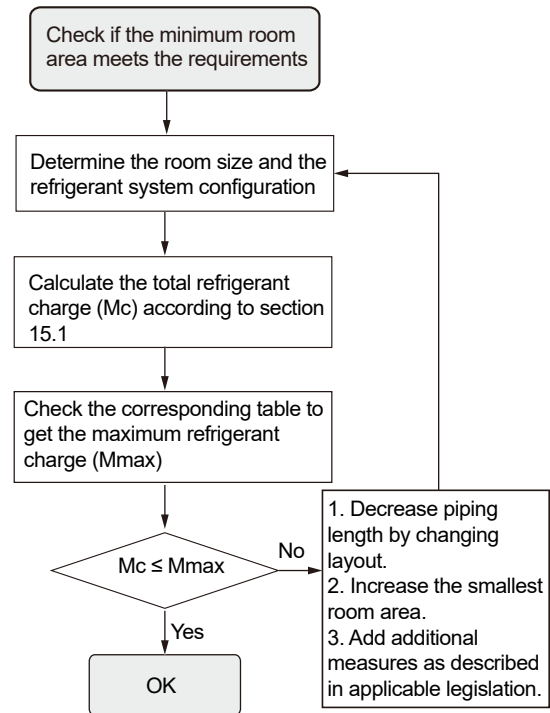 Check if the minimum room
area meets the requirements
Determine the room size and the
refrigerant system configuration
Calculate the total refrigerant
charge (Mc) according to section
15.1
Check the corresponding table to
get the maximum refrigerant
charge (Mmax)
Mc ≤ Mmax
No
1. Decrease piping
length by changing
layout.
2. Increase the smallest
room area.
3. Add additional
measures as described
in applicable legislation.
Yes
OK